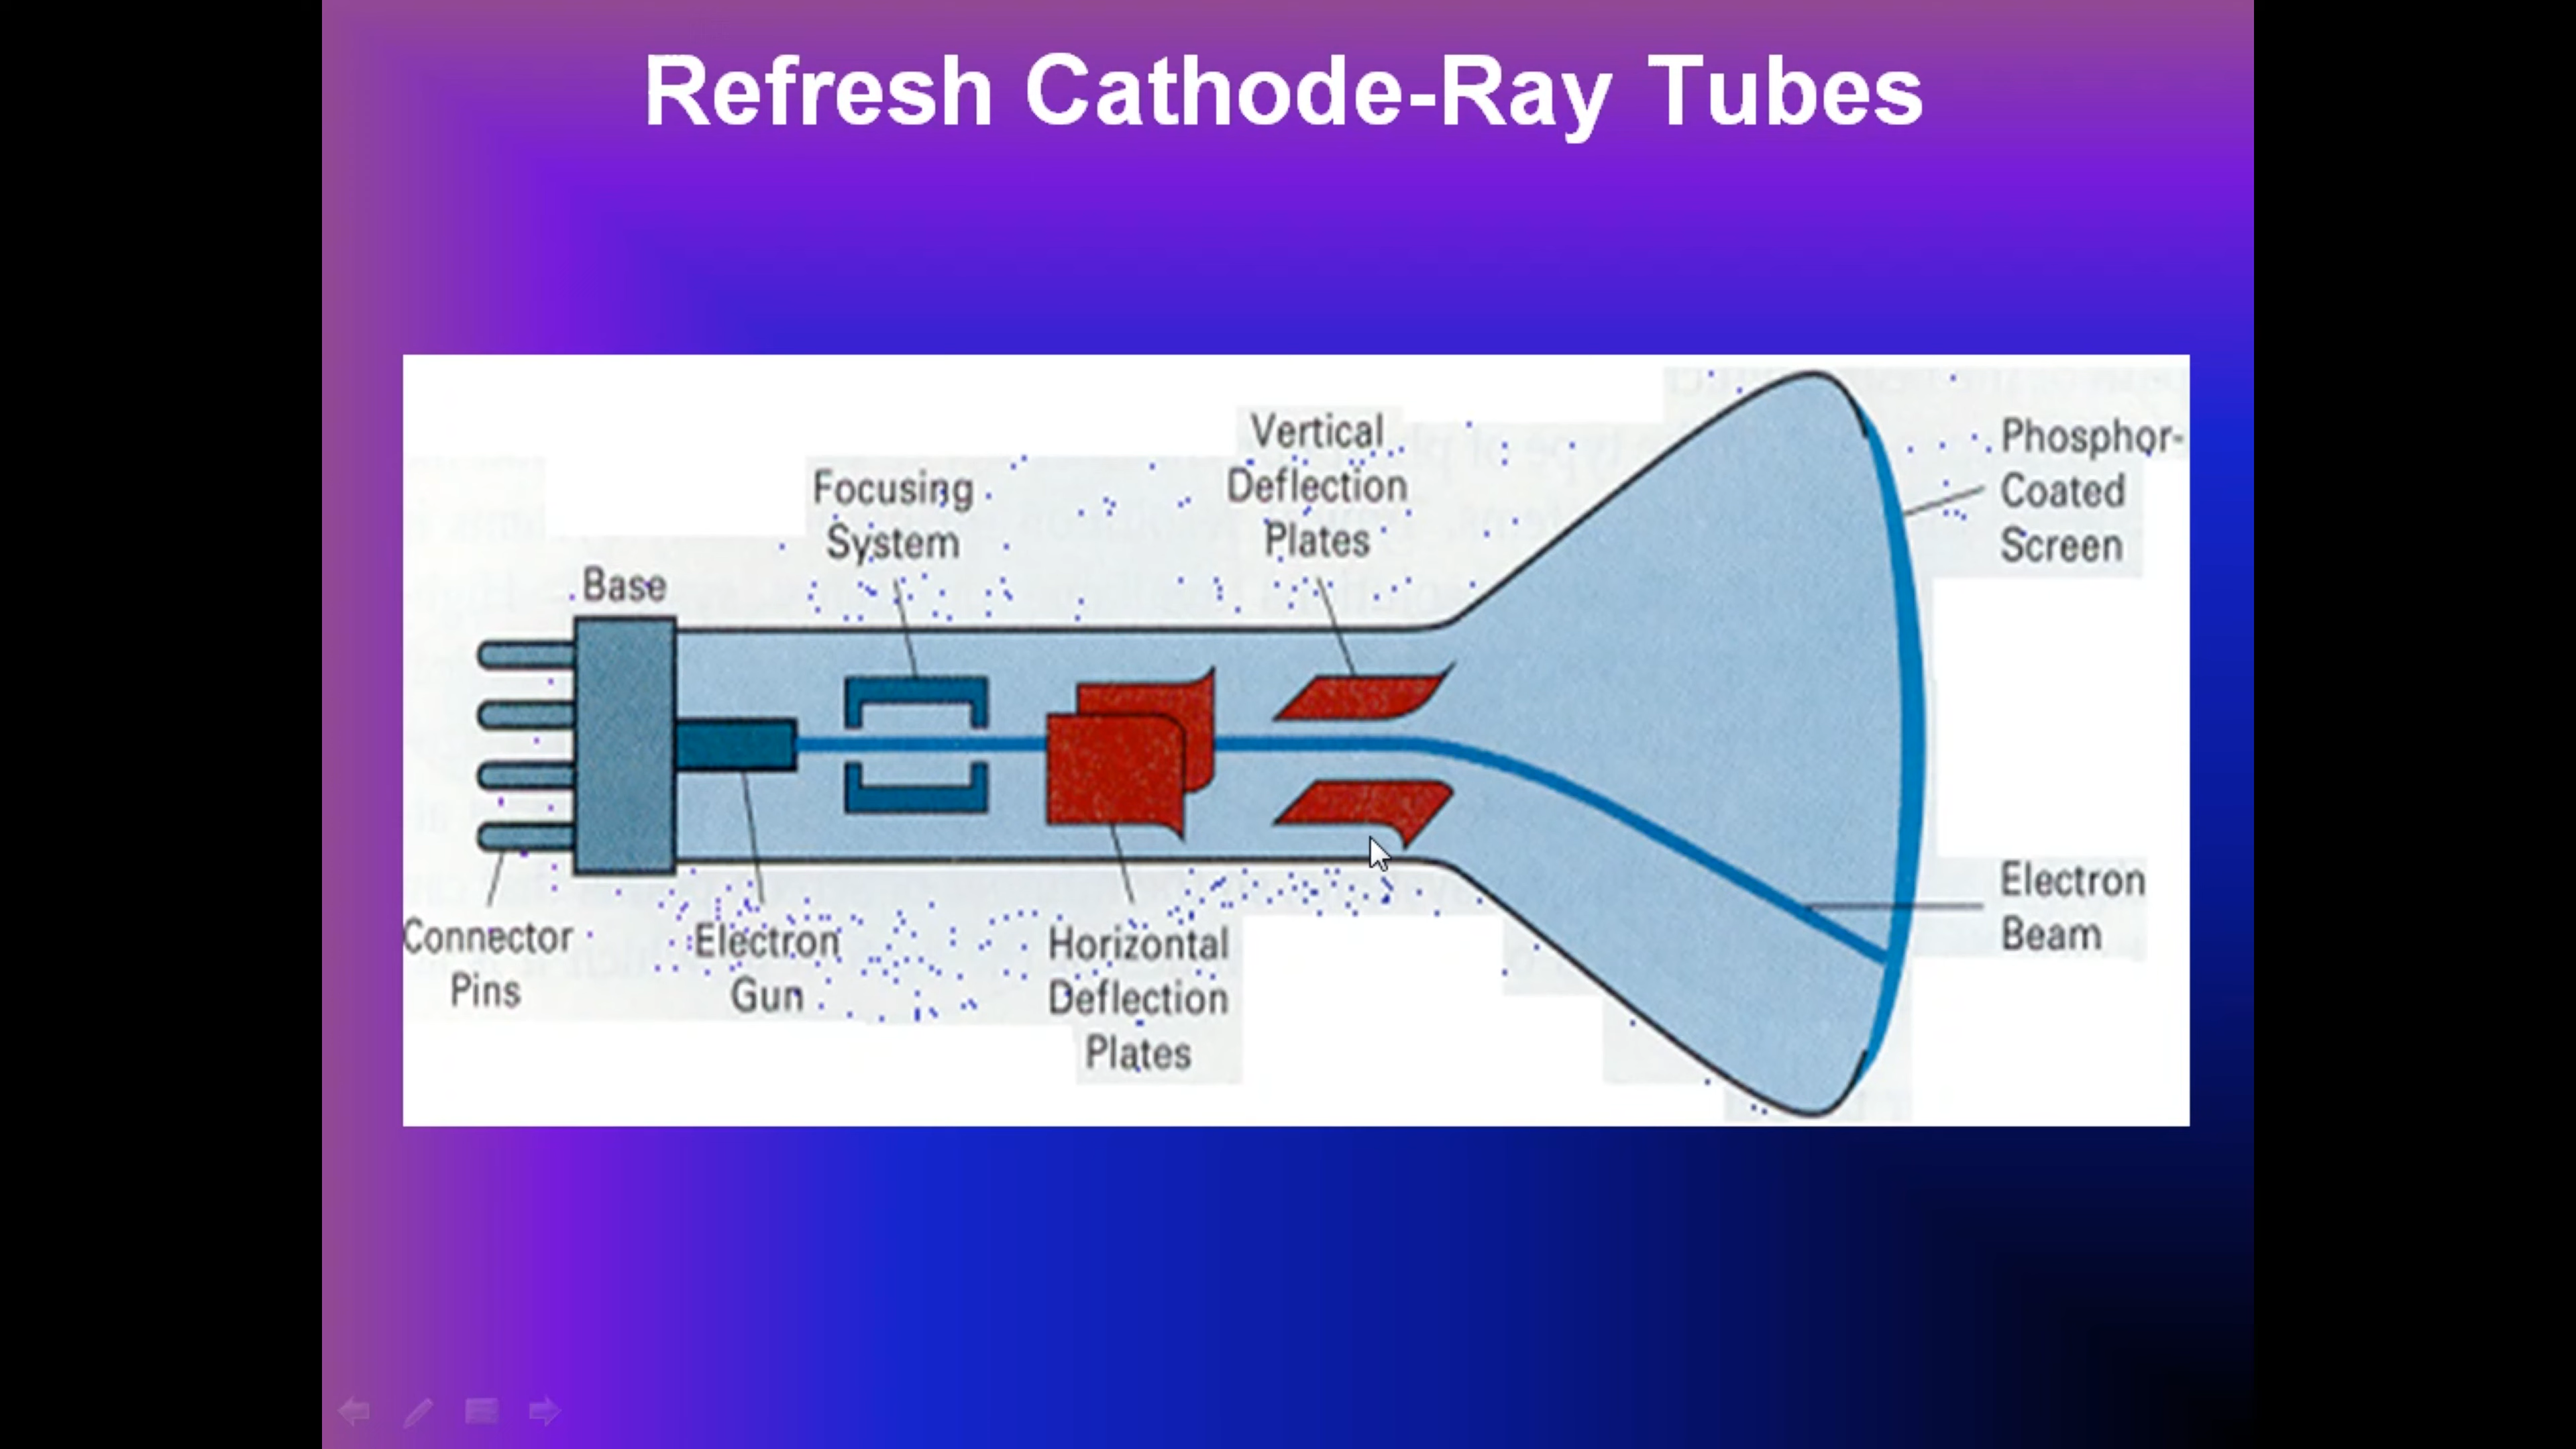 Refresh Cathode-Ray Tubes
Vertical
Deflection
Plates
Phosphor-
Coated
Screen
Focusing
System
Base
Connector
Pins
Electron
Gun
Horizontal
Deflection
Plates
Electron
Beam